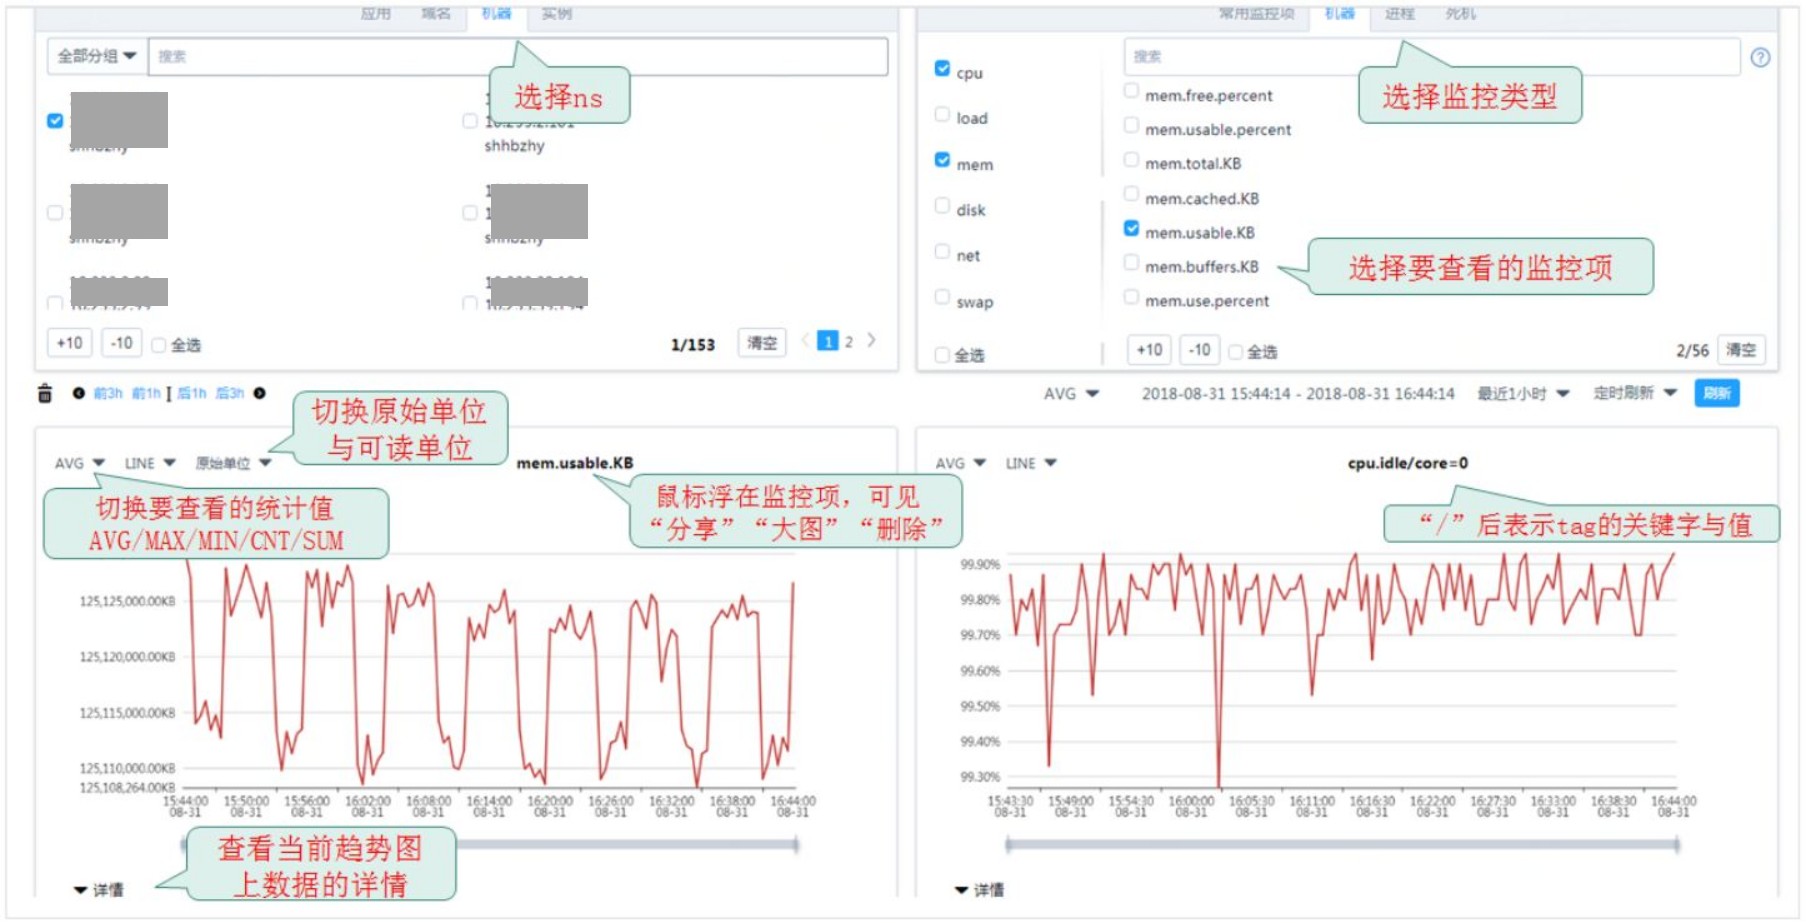 应用 域名 机器 实例
全部分组 搜索
选择ns
shhbzhy
+10 -10 全选 1/153 清空 1 2
常用监控项 机器 进程 死机
搜索
选择监控类型
cpu
load
mem
disk
net
swap
全选
mem.free.percent
mem.usable.percent
mem.total.KB
mem.cached.KB
mem.usable.KB
mem.buffers.KB
mem.use.percent
选择要查看的监控项
+10 -10 全选 2/56 清空
前3h 前1h 后1h 后3h
AVG 2018-08-31 15:44:14 - 2018-08-31 16:44:14 最近1小时 定时刷新 刷新
切换原始单位
与可读单位
AVG LINE 原始单位 mem.usable.KB
切换要查看的统计值
AVG/MAX/MIN/CNT/SUM
鼠标浮在监控项，可见
“分享”“大图”“删除”
125,125,000.00KB
125,120,000.00KB
125,115,000.00KB
125,110,000.00KB
125,108,264.00KB
15:44:00 15:50:00 15:56:00 16:02:00 16:08:00 16:14:00 16:20:00 16:26:00 16:32:00 16:38:00 16:44:00
08-31 08-31 08-31 08-31 08-31 08-31 08-31 08-31 08-31 08-31 08-31
查看当前趋势图
上数据的详情
详情
AVG LINE cpu.idle/core=0
“/”后表示tag的关键字与值
99.90%
99.80%
99.70%
99.60%
99.50%
99.40%
99.30%
15:43:30 15:49:00 15:54:30 16:00:00 16:05:30 16:11:00 16:16:30 16:22:00 16:27:30 16:33:00 16:38:30 16:44:00
08-31 08-31 08-31 08-31 08-31 08-31 08-31 08-31 08-31 08-31 08-31 08-31
详情